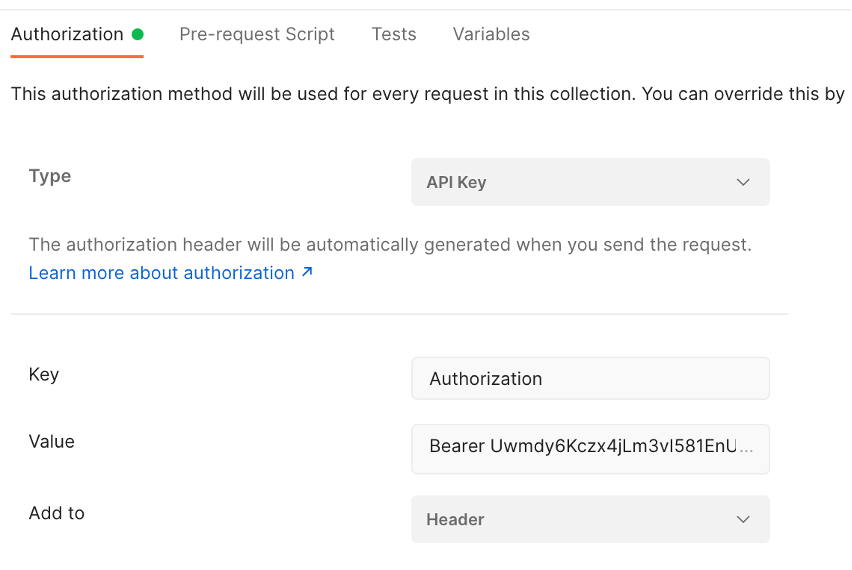 Authorization Pre-request Script Tests Variables
This authorization method will be used for every request in this collection. You can override this by
Type API Key
The authorization header will be automatically generated when you send the request.
Learn more about authorization ↗
Key Authorization
Value Bearer Uwmdy6Kczx4jLm3vI581EnU...
Add to Header